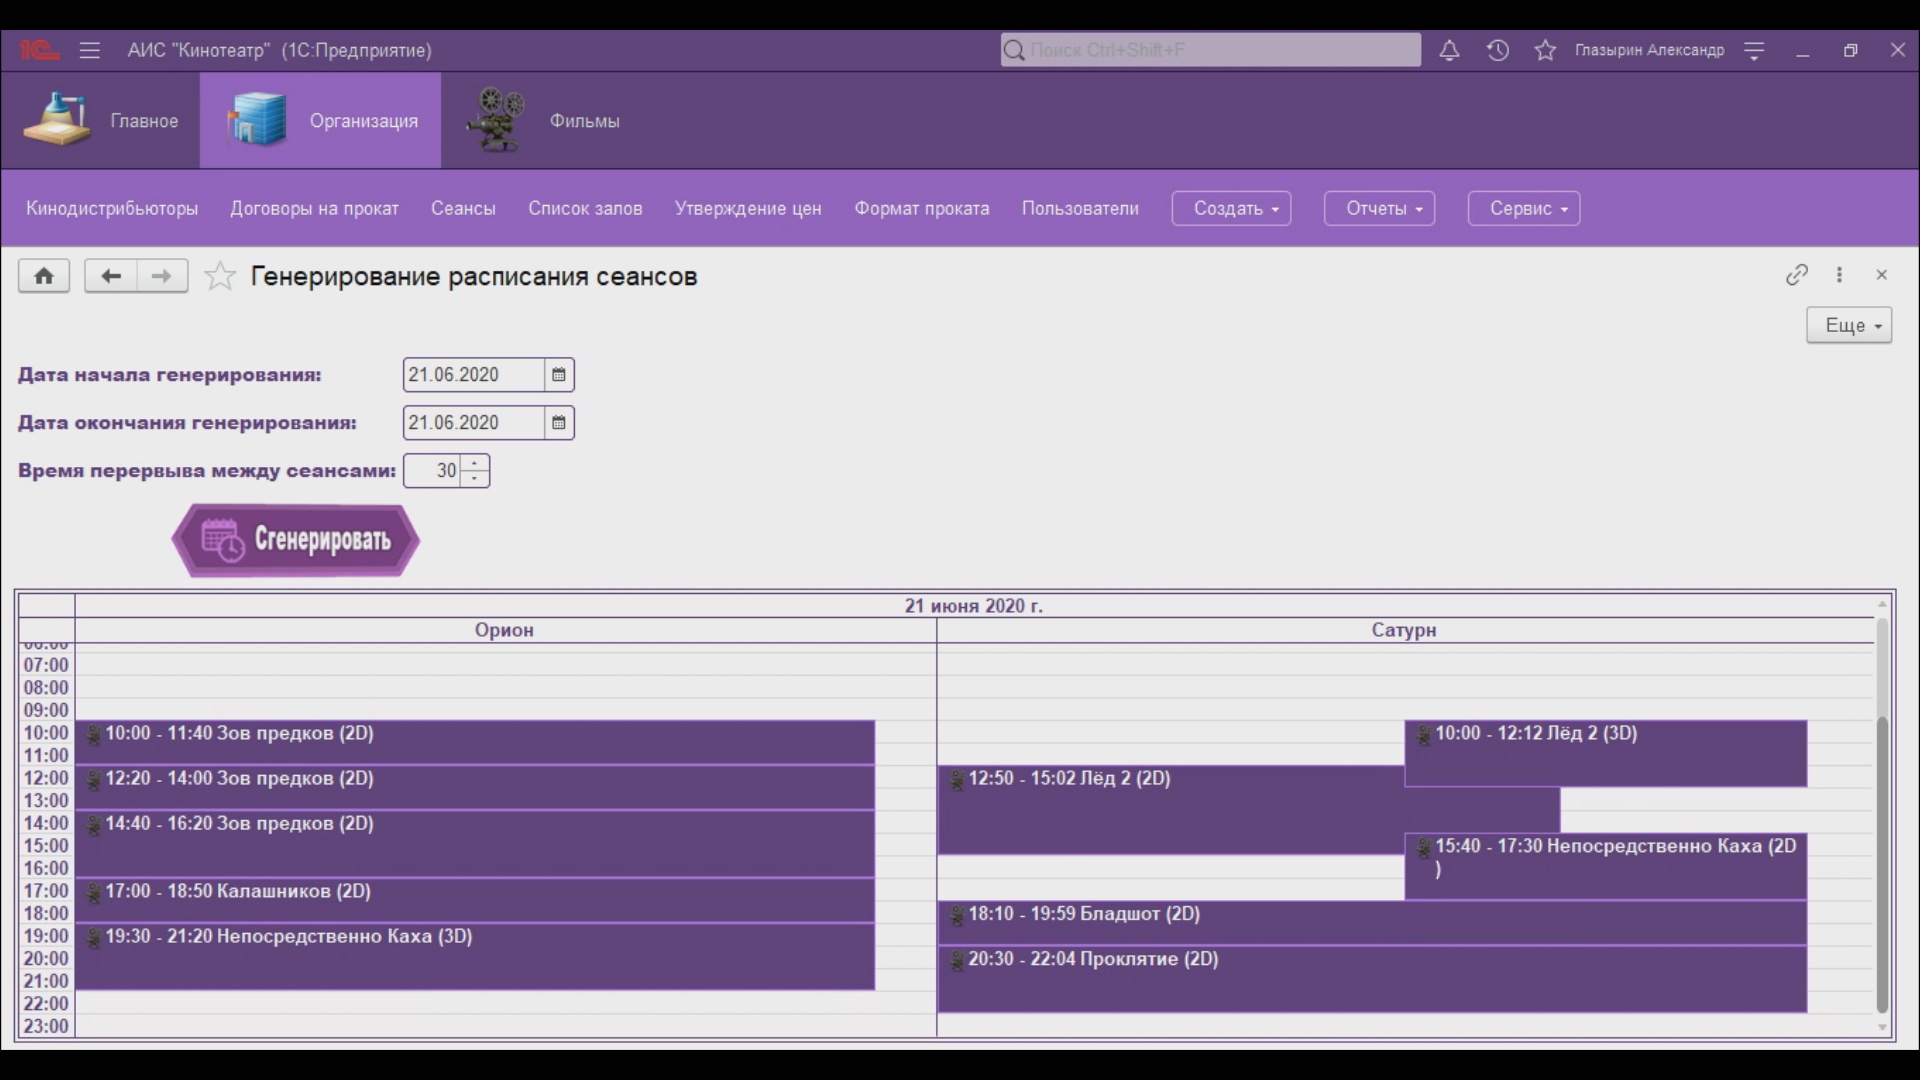 1С АИС "Кинотеатр" (1С:Предприятие) Поиск Ctrl+Shift+F Глазырин Александр
Главное Организация Фильмы
Кинодистрибьюторы Договоры на прокат Сеансы Список залов Утверждение цен Формат проката Пользователи Создать Отчеты Сервис
Генерирование расписания сеансов
Еще
Дата начала генерирования: 21.06.2020
Дата окончания генерирования: 21.06.2020
Время перервыва между сеансами: 30
Сгенерировать
21 июня 2020 г.
Орион Сатурн
06:00
07:00
08:00
09:00
10:00 10:00 - 11:40 Зов предков (2D) 10:00 - 12:12 Лёд 2 (3D)
11:00
12:00 12:20 - 14:00 Зов предков (2D) 12:50 - 15:02 Лёд 2 (2D)
13:00
14:00 14:40 - 16:20 Зов предков (2D)
15:00 15:40 - 17:30 Непосредственно Каха (2D
16:00 )
17:00 17:00 - 18:50 Калашников (2D)
18:00 18:10 - 19:59 Бладшот (2D)
19:00 19:30 - 21:20 Непосредственно Каха (3D)
20:00 20:30 - 22:04 Проклятие (2D)
21:00
22:00
23:00